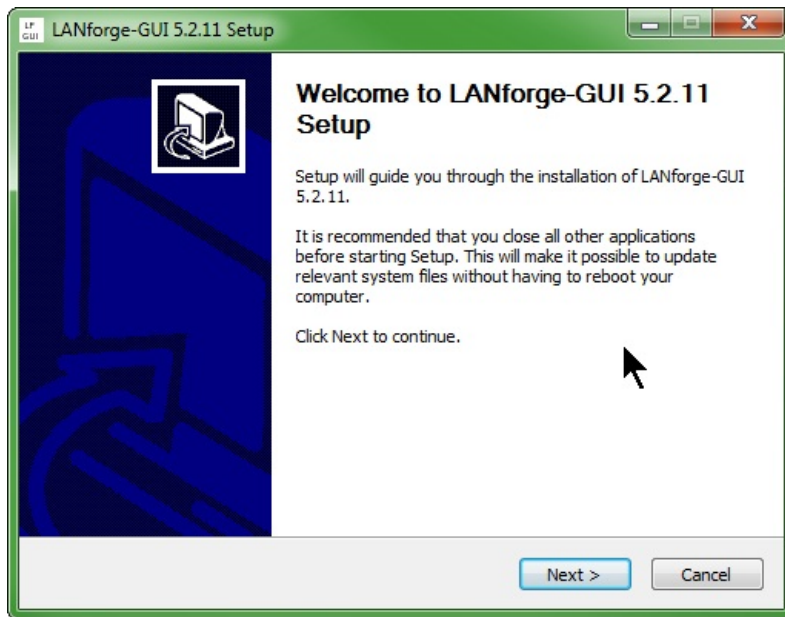 LF
GUI
LANforge-GUI 5.2.11 Setup
Welcome to LANforge-GUI 5.2.11
Setup
Setup will guide you through the installation of LANforge-GUI
5.2.11.
It is recommended that you close all other applications
before starting Setup. This will make it possible to update
relevant system files without having to reboot your
computer.
Click Next to continue.
Next >
Cancel